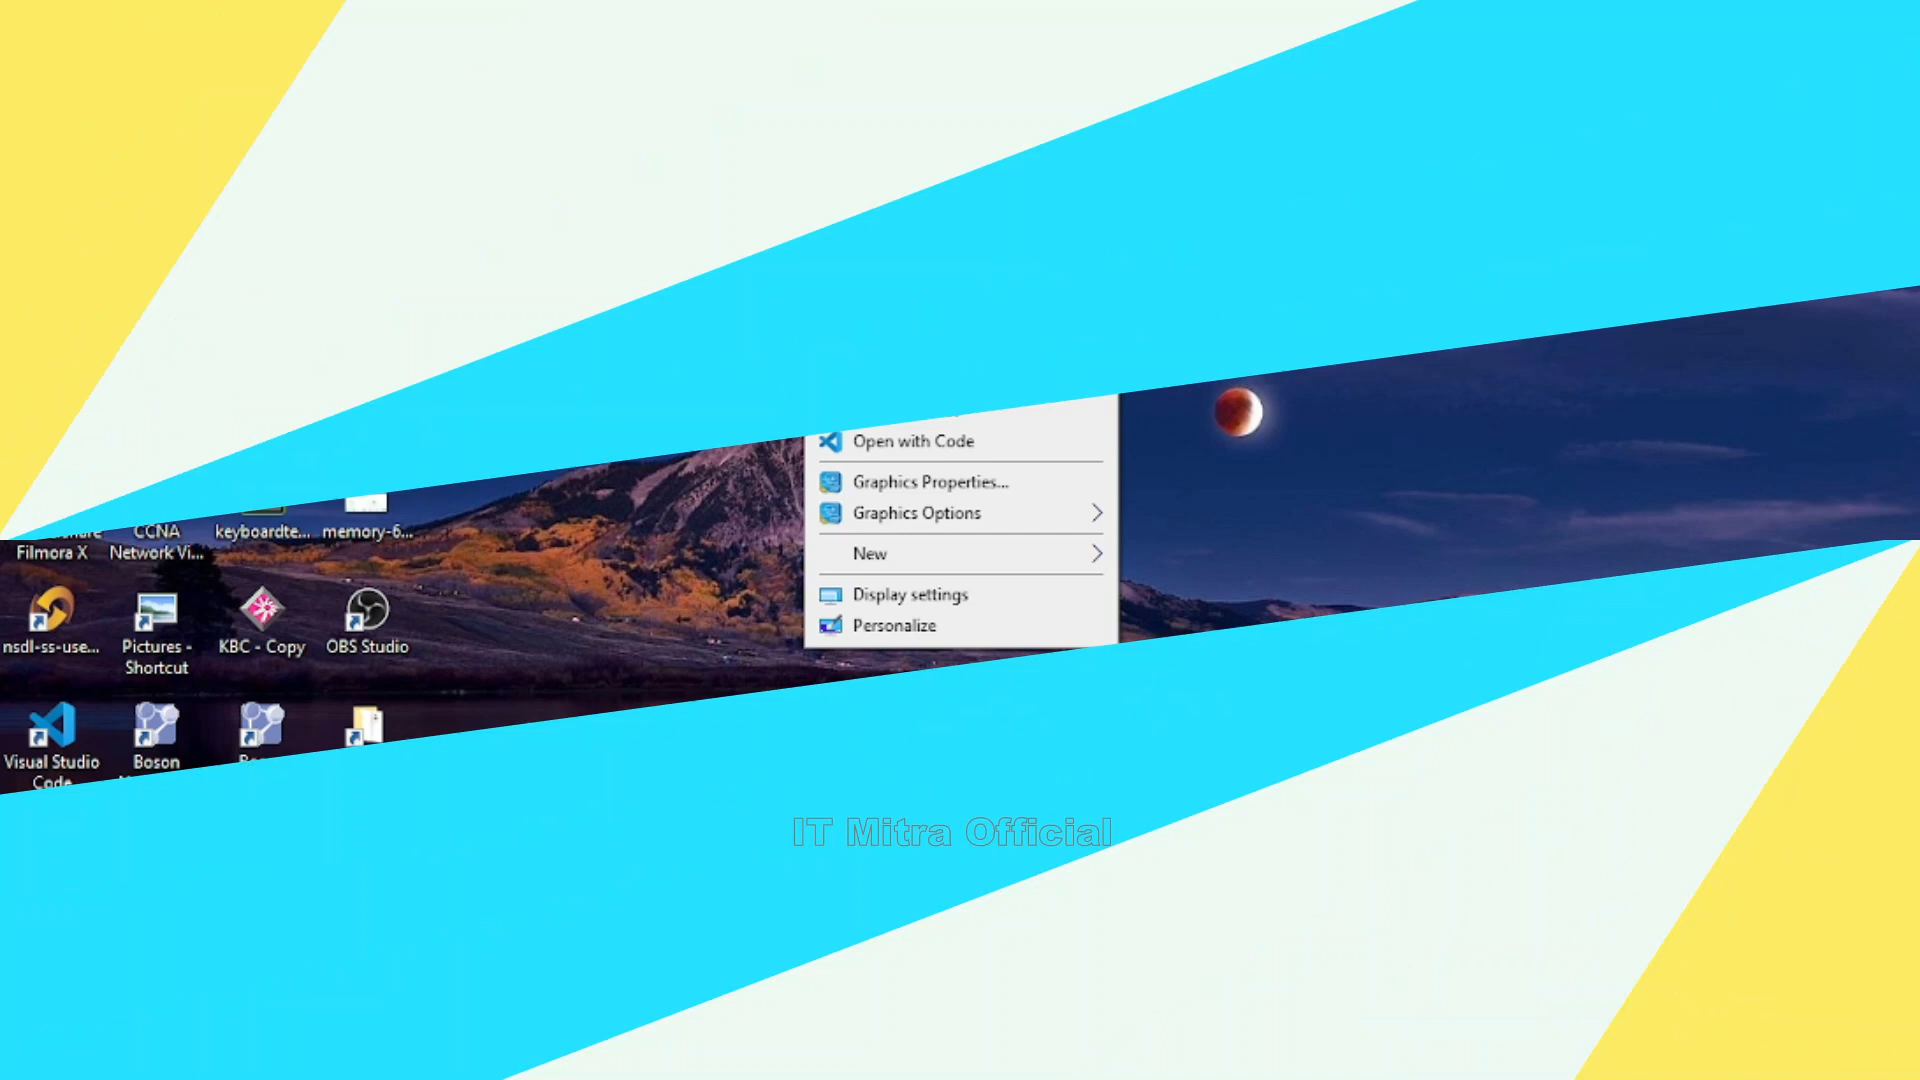 Open with Code
Graphics Properties...
Graphics Options
New
Display settings
Personalize
CCNA
keyboardte...
memory-6...
Filmora X
Network Vi...
nsdl-ss-use...
Pictures -
Shortcut
KBC - Copy
OBS Studio
Visual Studio
Code
Boson
IT Mitra Official